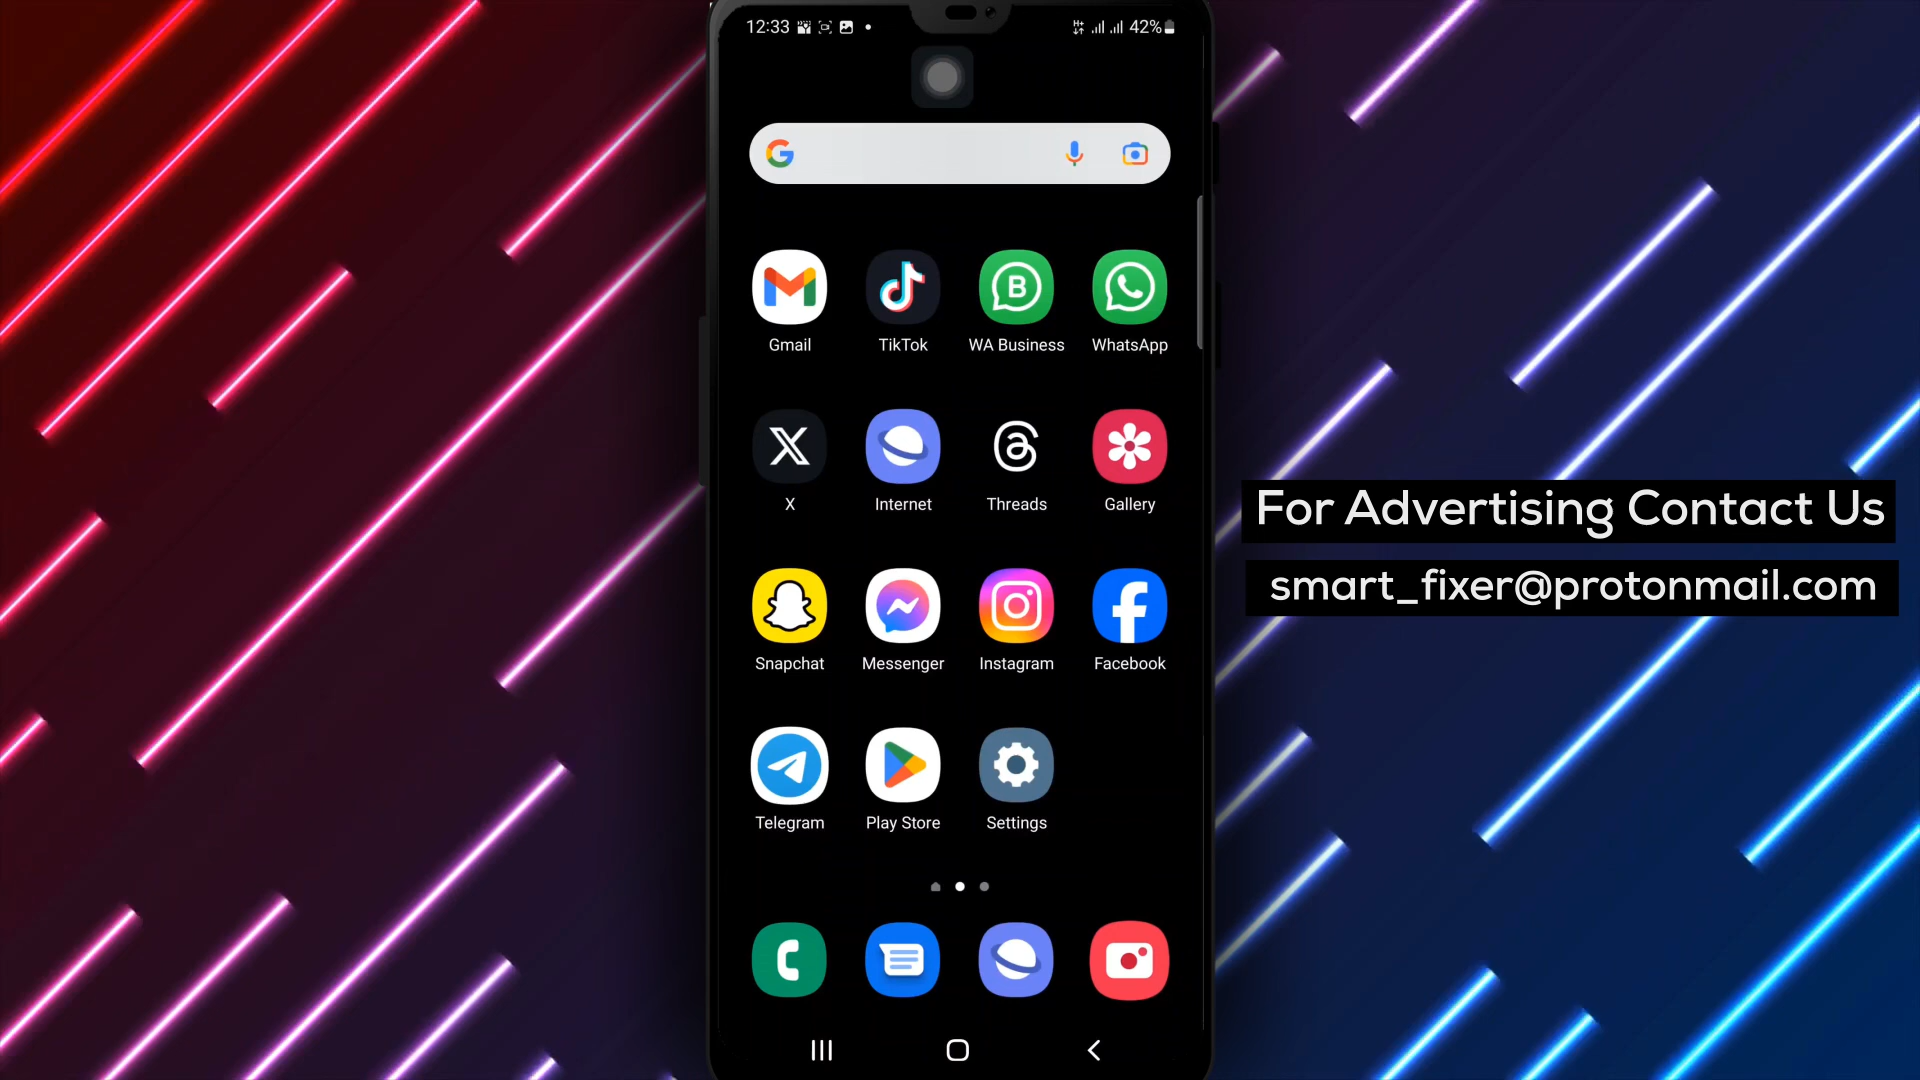 12:33
42%
Gmail
TikTok
WA Business
WhatsApp
X
Internet
Threads
Gallery
Snapchat
Messenger
Instagram
Facebook
Telegram
Play Store
Settings
For Advertising Contact Us
smart_fixer@protonmail.com